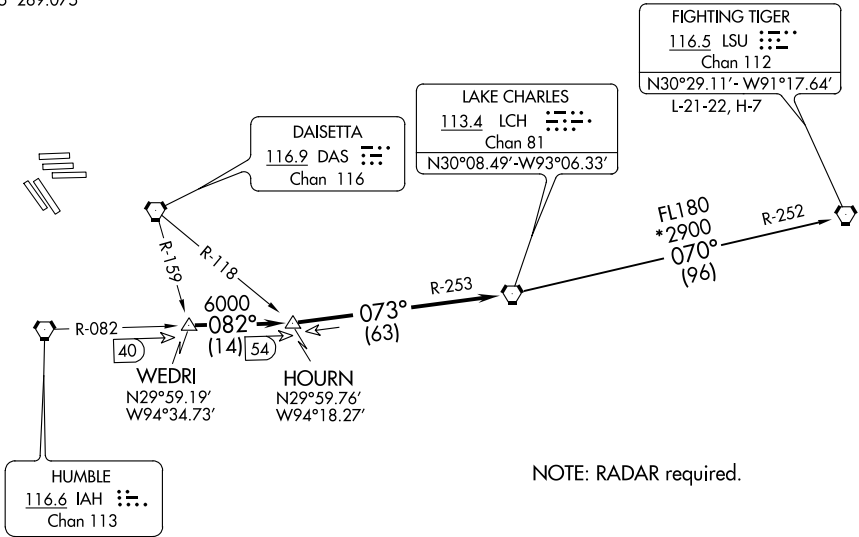 269.075
FIGHTING TIGER
116.5 LSU
Chan 112
N30°29.11'- W91°17.64'
L-21-22, H-7
LAKE CHARLES
113.4 LCH
Chan 81
N30°08.49'-W93°06.33'
DAISETTA
116.9 DAS
Chan 116
FL180
*2900
070°
(96)
R-252
R-159
R-118
R-253
073°
(63)
6000
082°
(14)
R-082
40
54
WEDRI
N29°59.19'
W94°34.73'
HOURN
N29°59.76'
W94°18.27'
HUMBLE
116.6 IAH
Chan 113
NOTE: RADAR required.